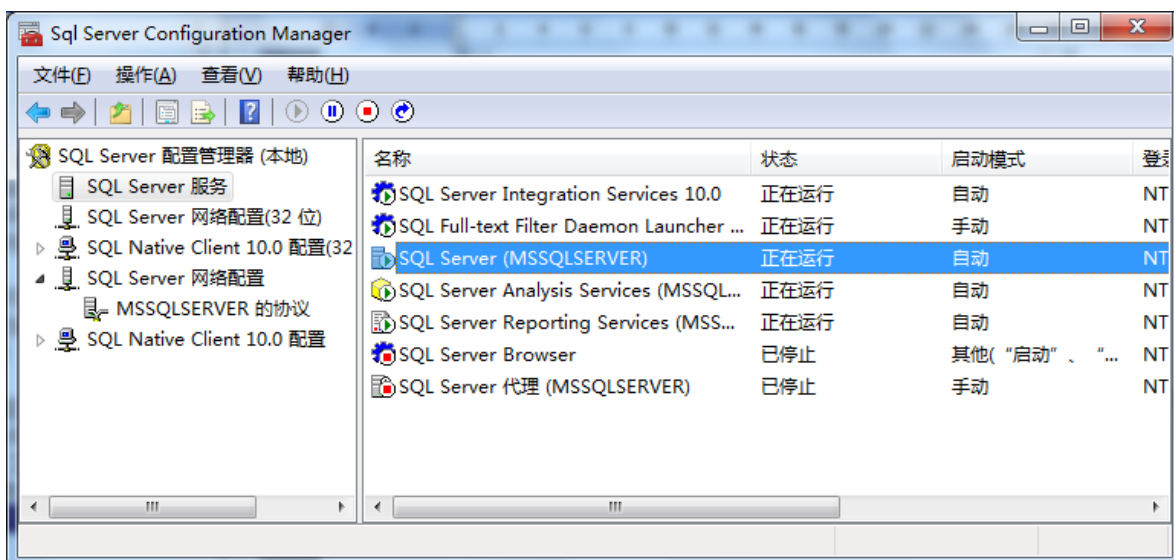 Sql Server Configuration Manager
文件(F) 操作(A) 查看(V) 帮助(H)
SQL Server 配置管理器 (本地)
SQL Server 服务
SQL Server 网络配置(32 位)
SQL Native Client 10.0 配置(32
SQL Server 网络配置
MSSQLSERVER 的协议
SQL Native Client 10.0 配置
名称 状态 启动模式 登录
SQL Server Integration Services 10.0 正在运行 自动 NT
SQL Full-text Filter Daemon Launcher ... 正在运行 手动 NT
SQL Server (MSSQLSERVER) 正在运行 自动 NT
SQL Server Analysis Services (MSSQL... 正在运行 自动 NT
SQL Server Reporting Services (MSS... 正在运行 自动 NT
SQL Server Browser 已停止 其他(“启动”、“... NT
SQL Server 代理 (MSSQLSERVER) 已停止 手动 NT